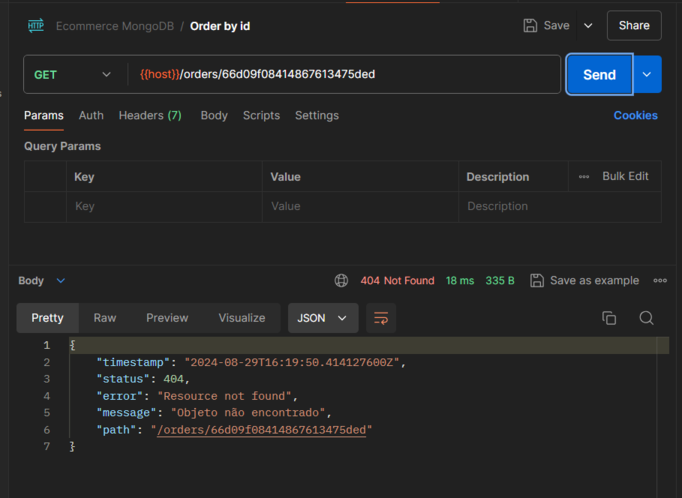 HTTP Ecommerce MongoDB / Order by id Save Share
GET {{host}}/orders/66d09f08414867613475ded Send
Params Auth Headers (7) Body Scripts Settings Cookies
Query Params
Key Value Description Bulk Edit
Key Value Description
Body 404 Not Found 18 ms 335 B Save as example
Pretty Raw Preview Visualize JSON
1 {
2 "timestamp": "2024-08-29T16:19:50.414127600Z",
3 "status": 404,
4 "error": "Resource not found",
5 "message": "Objeto não encontrado",
6 "path": "/orders/66d09f08414867613475ded"
7 }